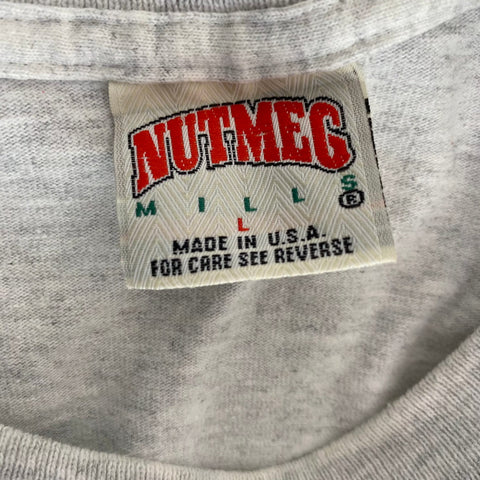 NUTMEG
MILLS®
L
MADE IN U.S.A.
FOR CARE SEE REVERSE